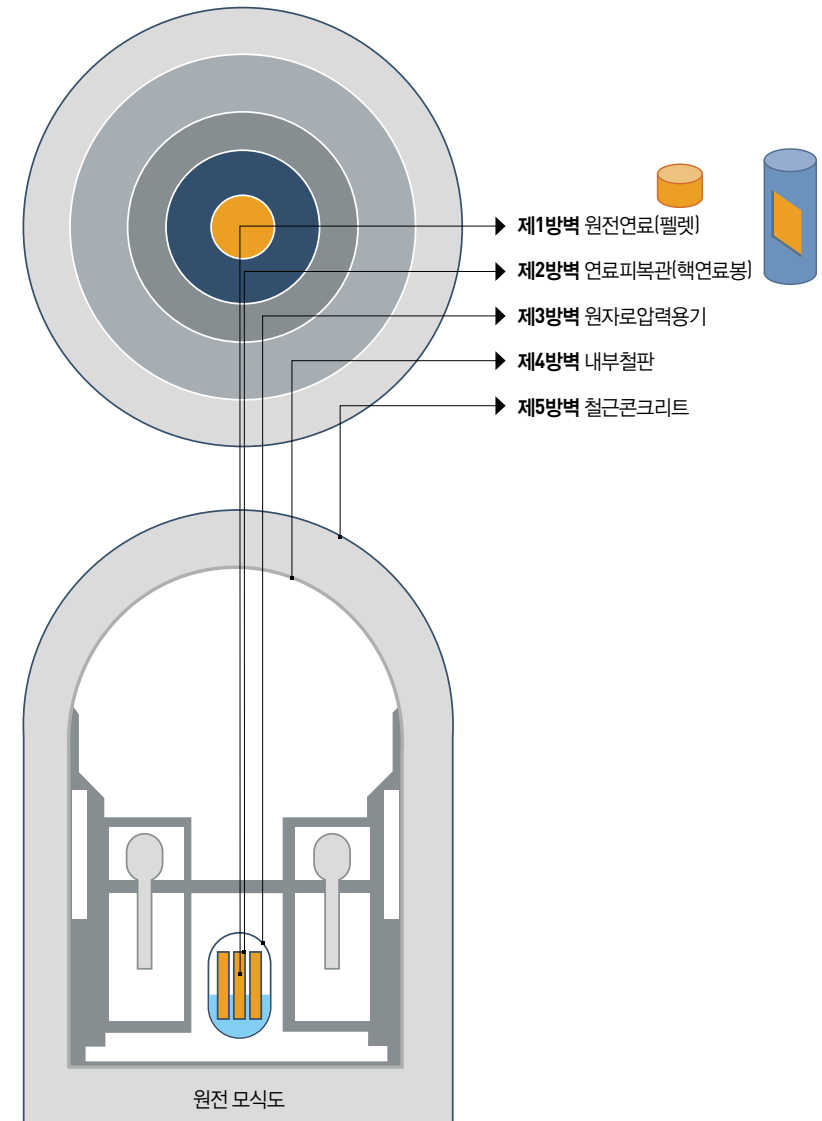 제1방벽 원전연료(펠렛)
제2방벽 연료피복관(핵연료봉)
제3방벽 원자로압력용기
제4방벽 내부철판
제5방벽 철근콘크리트
원전 모식도